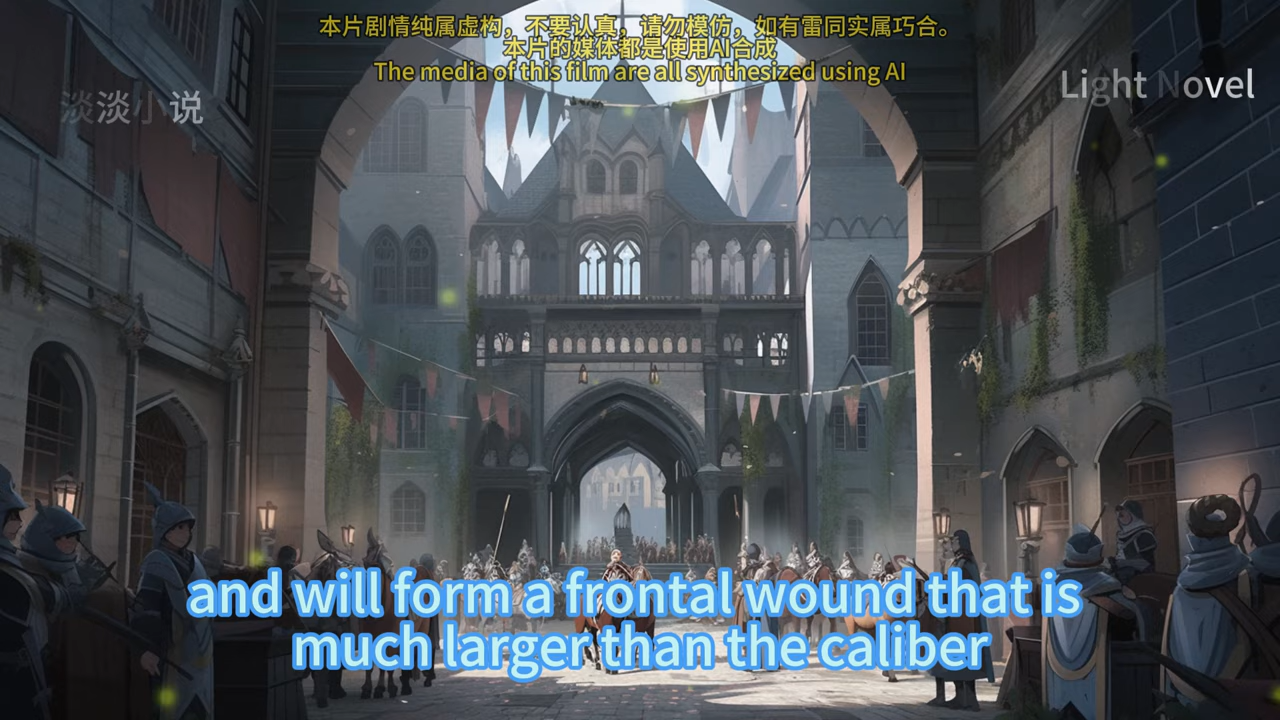 本片剧情纯属虚构，不要认真，请勿模仿，如有雷同实属巧合。
本片的媒体都是使用AI合成
The media of this film are all synthesized using AI
淡淡小说
Light Novel
and will form a frontal wound that is
much larger than the caliber